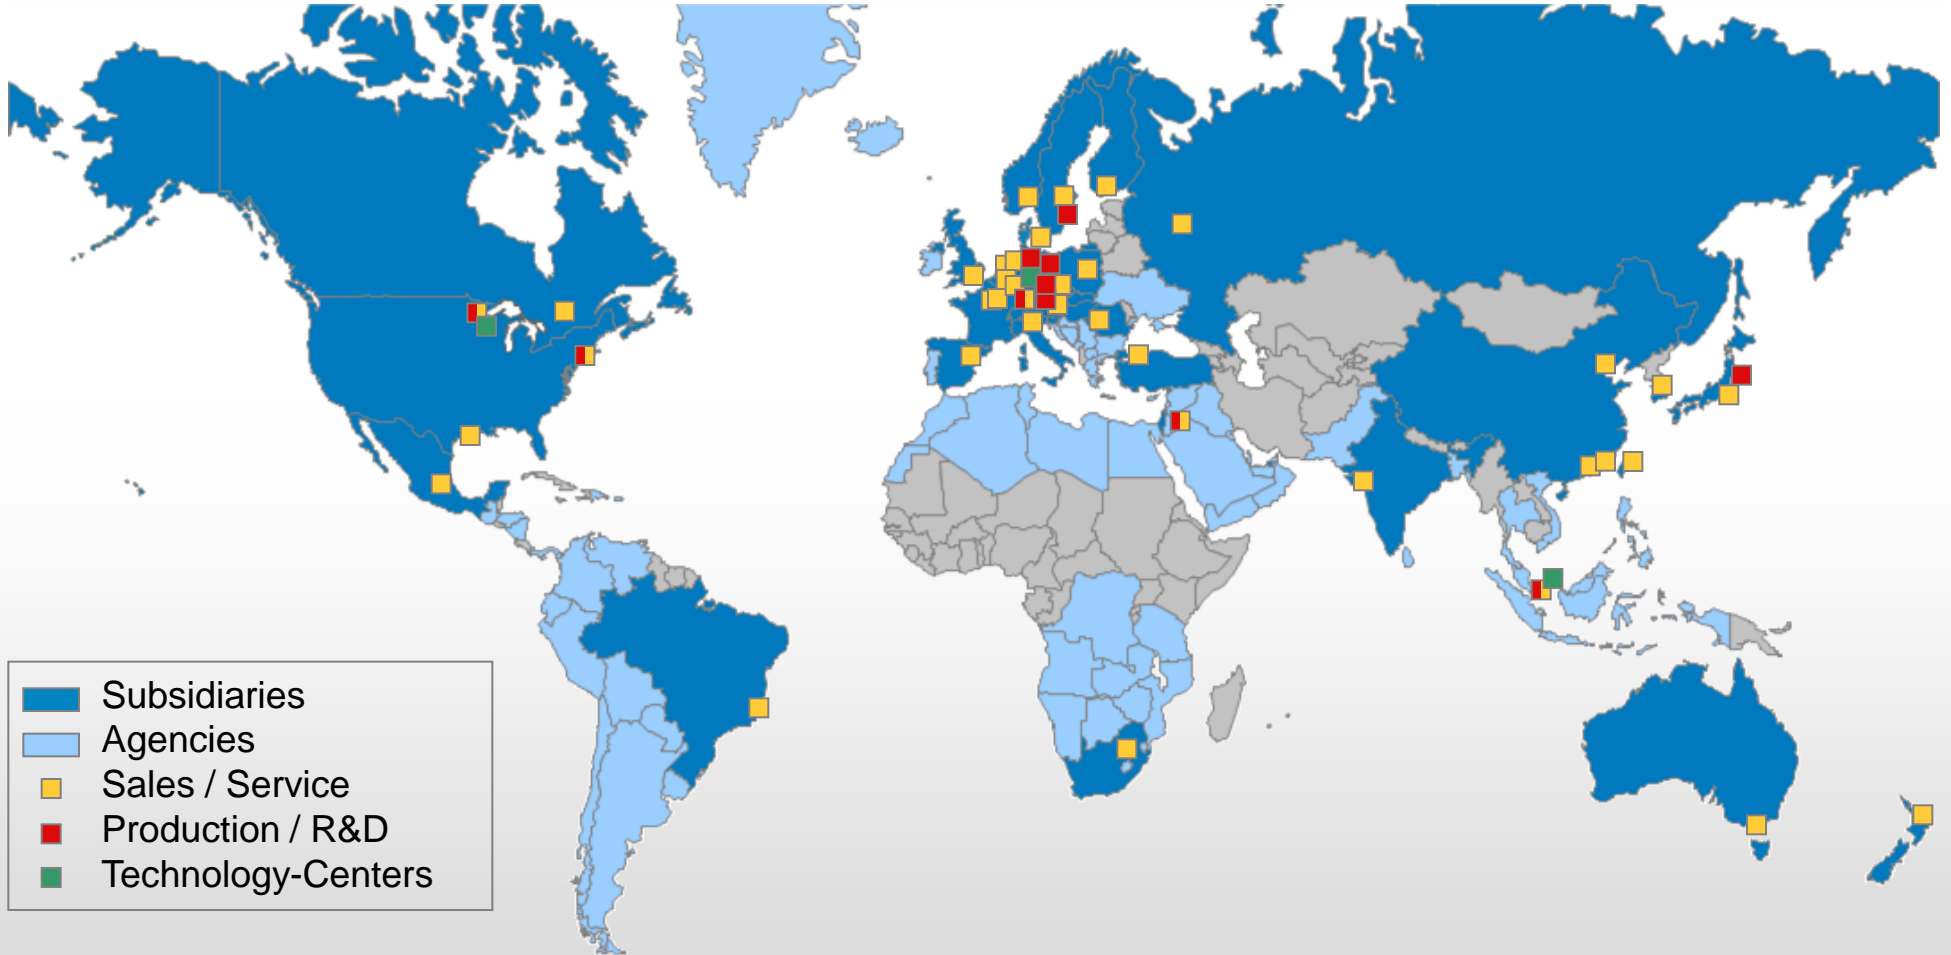 Subsidiaries
Agencies
Sales / Service
Production / R&D
Technology-Centers